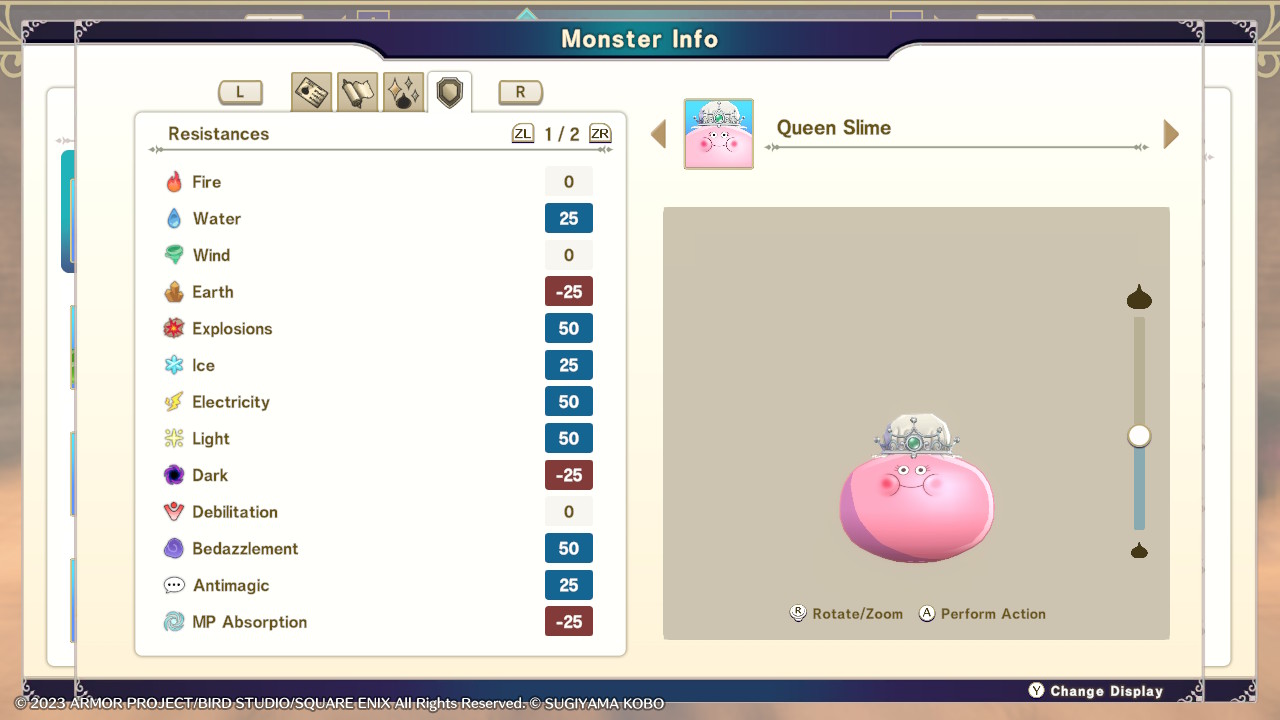 Monster Info
L
R
Resistances
ZL 1 / 2 ZR
Fire 0
Water 25
Wind 0
Earth -25
Explosions 50
Ice 25
Electricity 50
Light 50
Dark -25
Debilitation 0
Bedazzlement 50
Antimagic 25
MP Absorption -25
Queen Slime
R Rotate/Zoom A Perform Action
Y Change Display
© 2023 ARMOR PROJECT/BIRD STUDIO/SQUARE ENIX All Rights Reserved. © SUGIYAMA KOBO